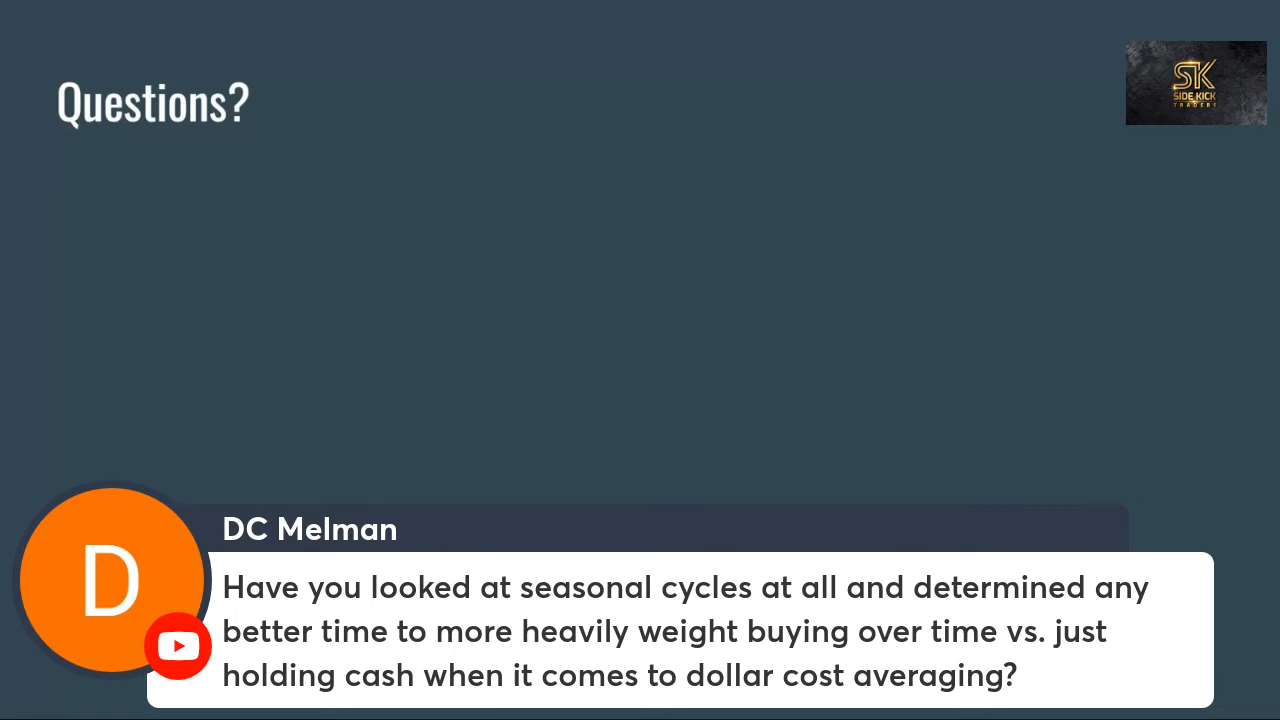 Questions?
SK
SIDE KICK
TRADERS
D
DC Melman
Have you looked at seasonal cycles at all and determined any
better time to more heavily weight buying over time vs. just
holding cash when it comes to dollar cost averaging?